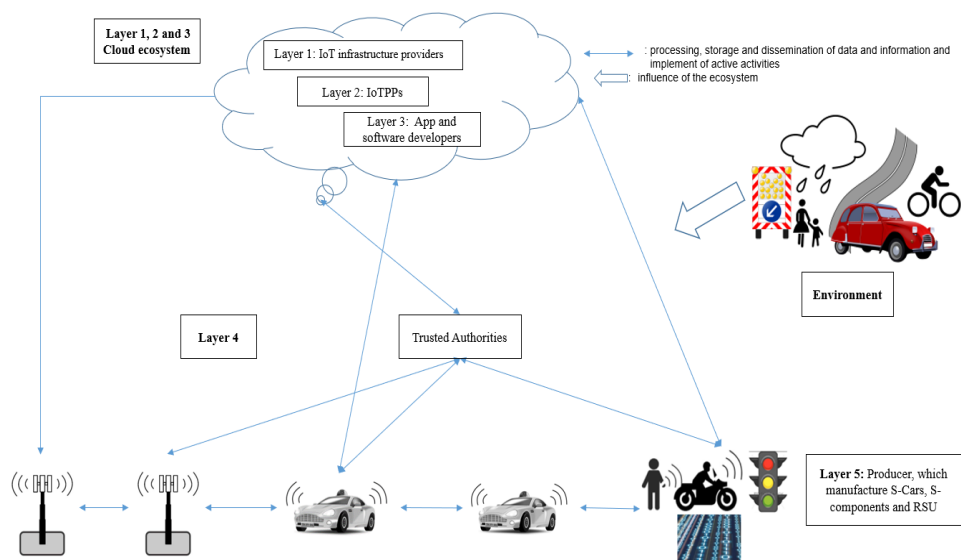 Layer 1, 2 and 3
Cloud ecosystem
Layer 1: IoT infrastructure providers
Layer 2: IoTPPs
Layer 3: App and
software developers
: processing, storage and dissemination of data and information and
implement of active activities
: influence of the ecosystem
Environment
Layer 4
Trusted Authorities
Layer 5: Producer, which
manufacture S-Cars, S-
components and RSU